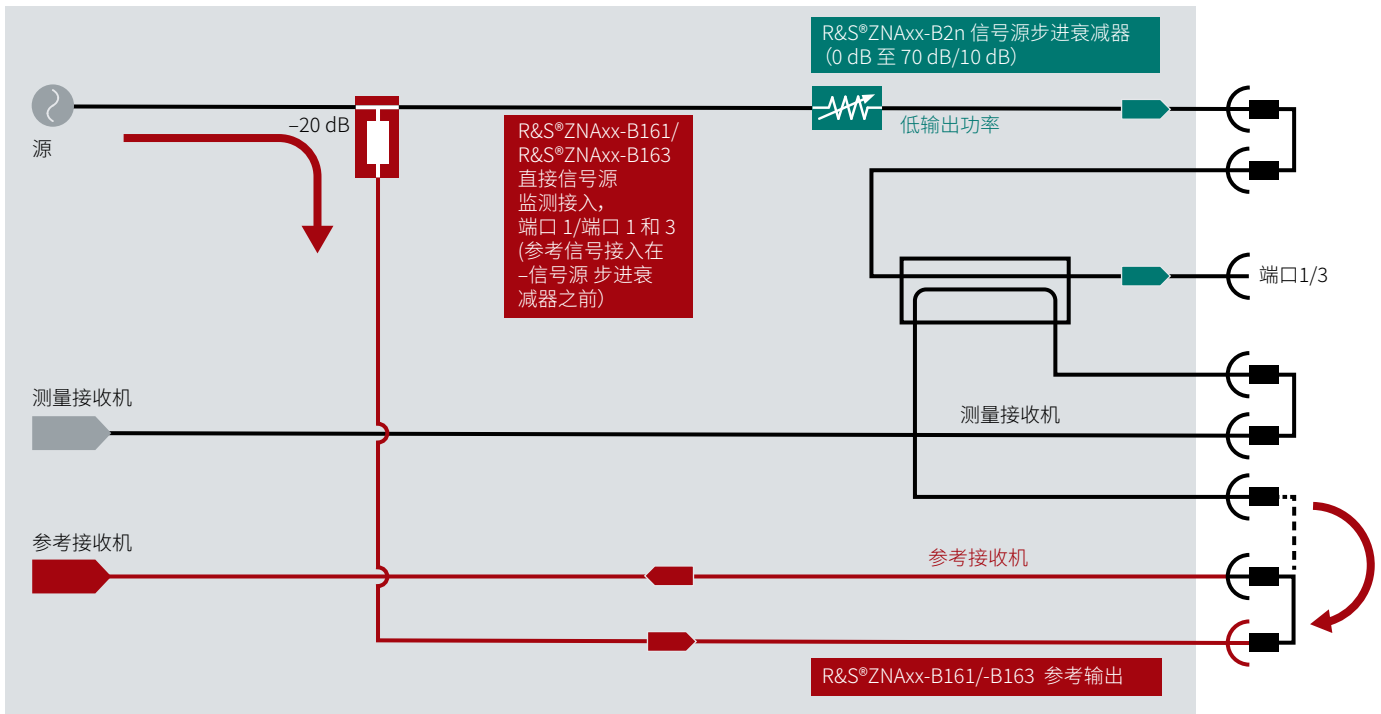 R&S®ZNAxx-B2n 信号源步进衰减器
（0 dB 至 70 dB/10 dB）
–20 dB
源
低输出功率
R&S®ZNAxx-B161/
R&S®ZNAxx-B163
直接信号源
监测接入，
端口 1/端口 1 和 3
(参考信号接入在
–信号源 步进衰
减器之前）
端口1/3
测量接收机
测量接收机
参考接收机
参考接收机
R&S®ZNAxx-B161/-B163 参考输出